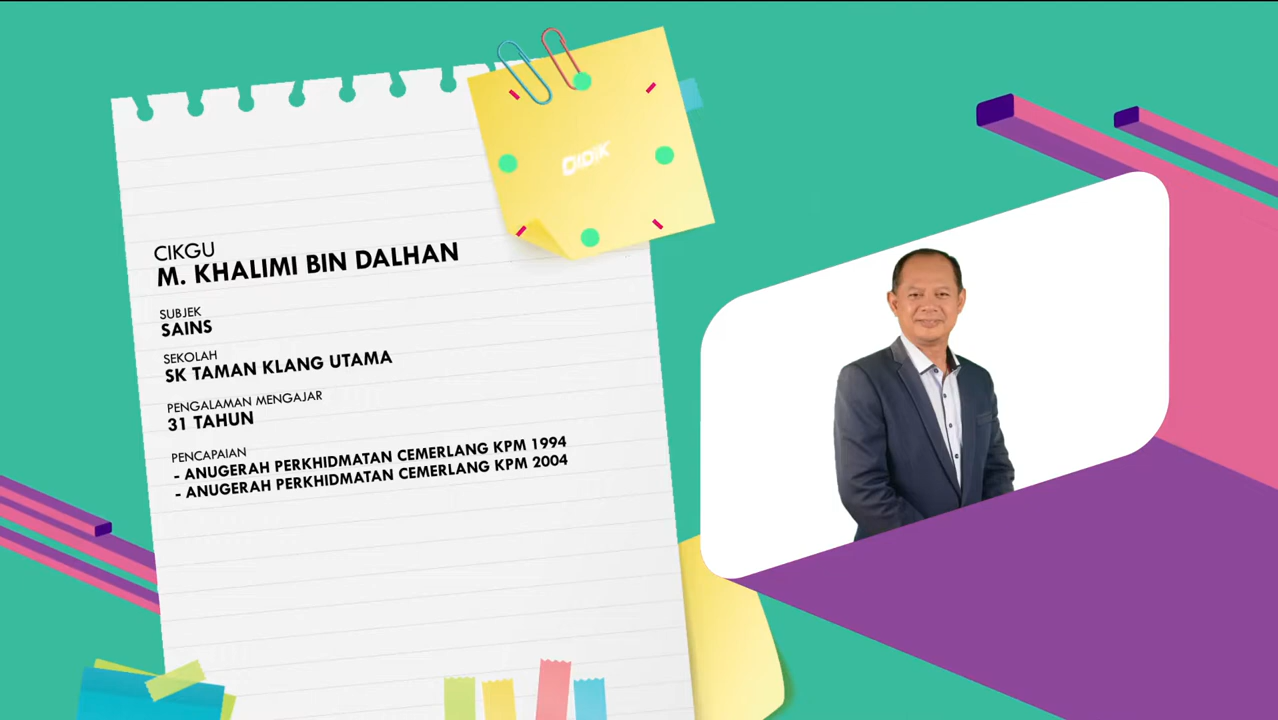 DIDIK
CIKGU
M. KHALIMI BIN DALHAN
SUBJEK
SAINS
SEKOLAH
SK TAMAN KLANG UTAMA
PENGALAMAN MENGAJAR
31 TAHUN
PENCAPAIAN
- ANUGERAH PERKHIDMATAN CEMERLANG KPM 1994
- ANUGERAH PERKHIDMATAN CEMERLANG KPM 2004